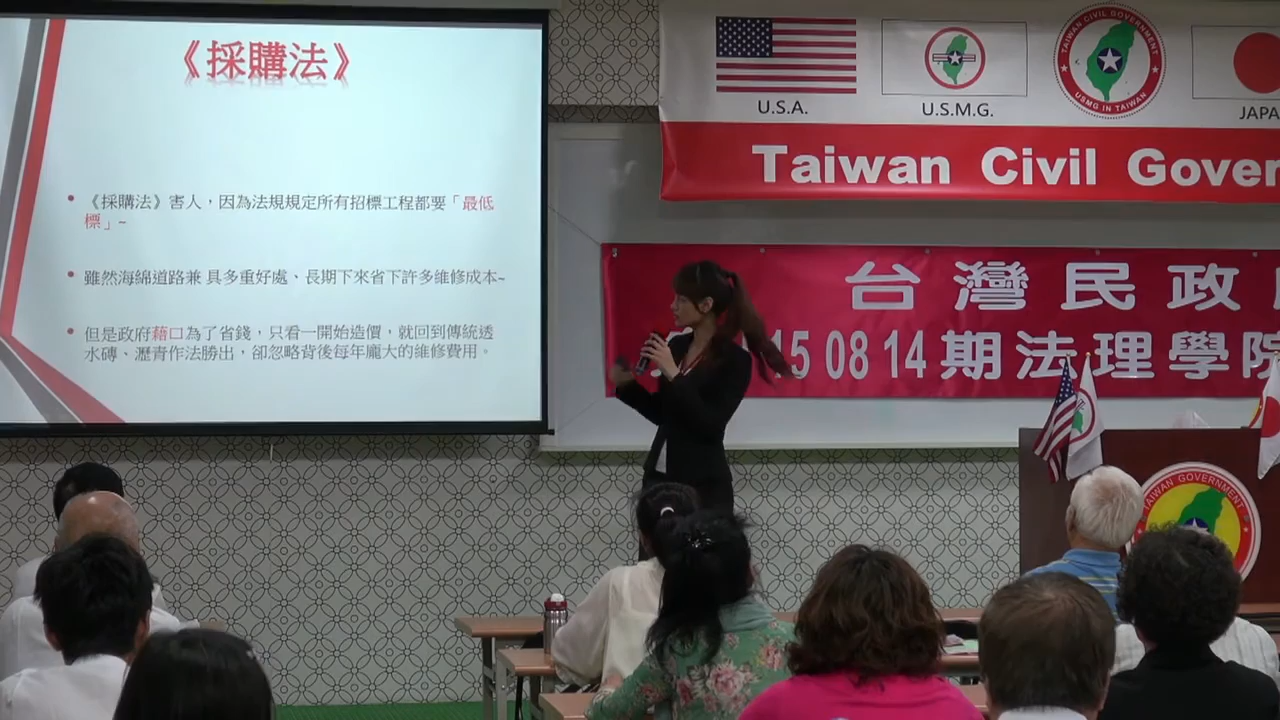 《採購法》
《採購法》害人，因為法規規定所有招標工程都要「最低
標」~
雖然海綿道路兼 具多重好處、長期下來省下許多維修成本~
但是政府藉口為了省錢，只看一開始造價，就回到傳統透
水磚、瀝青作法勝出，卻忽略背後每年龐大的維修費用。
U.S.A.
U.S.M.G.
TAIWAN CIVIL GOVERNMENT
USMG IN TAIWAN
JAPA
Taiwan Civil Gover
台灣民政
15 08 14 期法理學院
TAIWAN GOVERNMENT